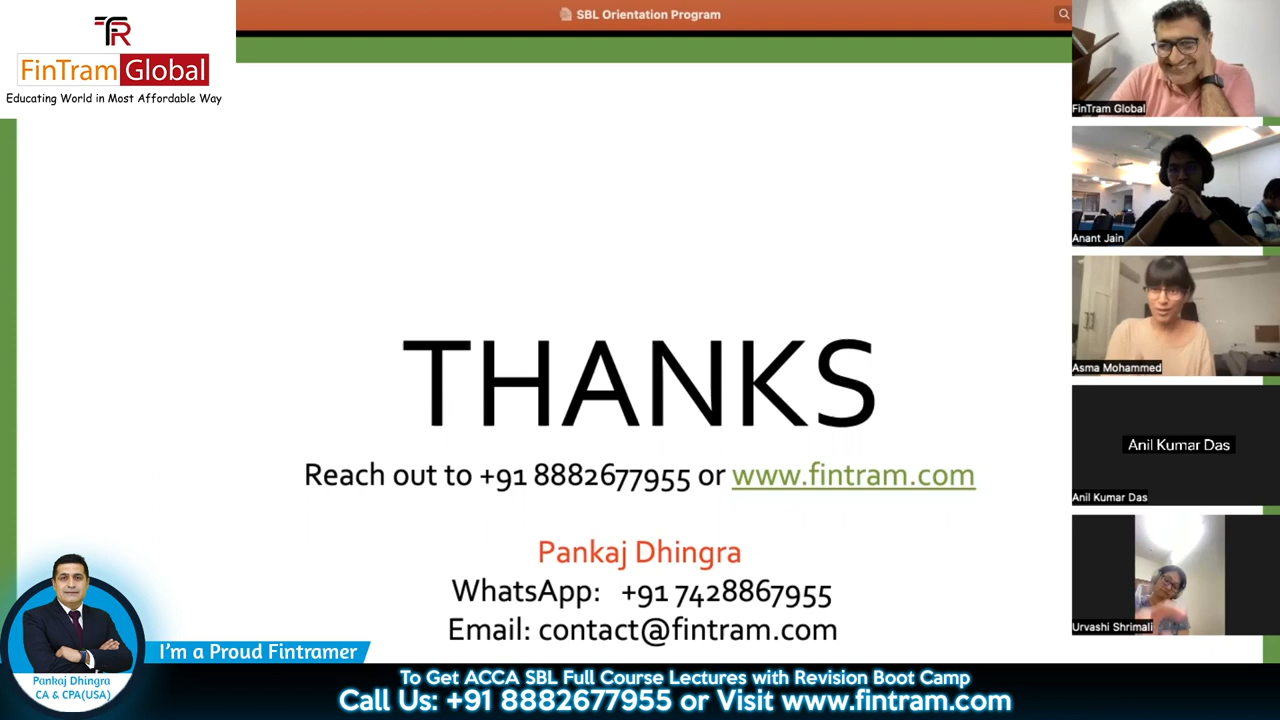 FR
FinTram Global
Educating World in Most Affordable Way
SBL Orientation Program
FinTram Global
Anant Jain
Asma Mohammed
Anil Kumar Das
Anil Kumar Das
Urvashi Shrimali
THANKS
Reach out to +91 8882677955 or www.fintram.com
Pankaj Dhingra
WhatsApp: +91 7428867955
Email: contact@fintram.com
I'm a Proud Fintramer
Pankaj Dhingra
CA & CPA(USA)
To Get ACCA SBL Full Course Lectures with Revision Boot Camp
Call Us: +91 8882677955 or Visit www.fintram.com